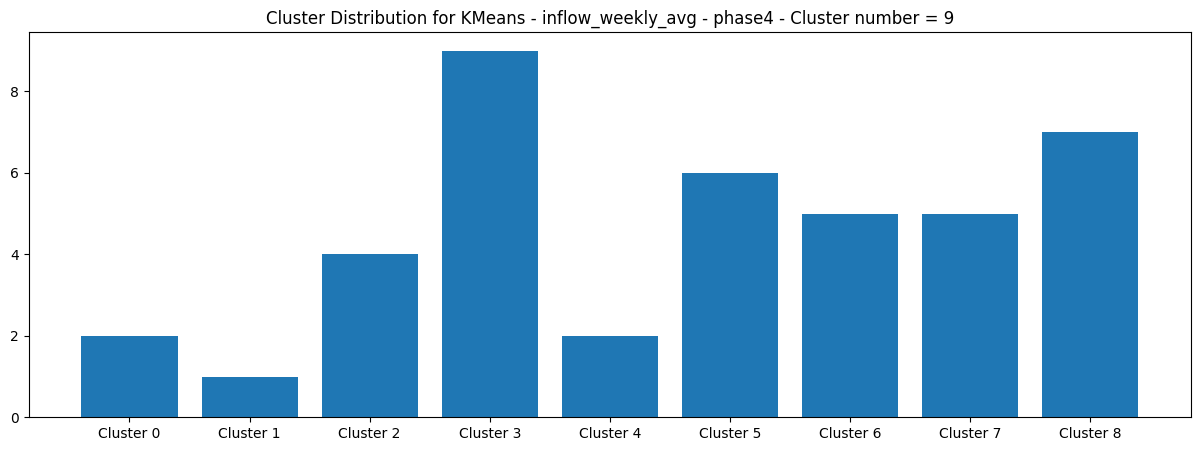 Cluster Distribution for KMeans - inflow_weekly_avg - phase4 - Cluster number = 9
8
6
4
2
0
Cluster 0 Cluster 1 Cluster 2 Cluster 3 Cluster 4 Cluster 5 Cluster 6 Cluster 7 Cluster 8